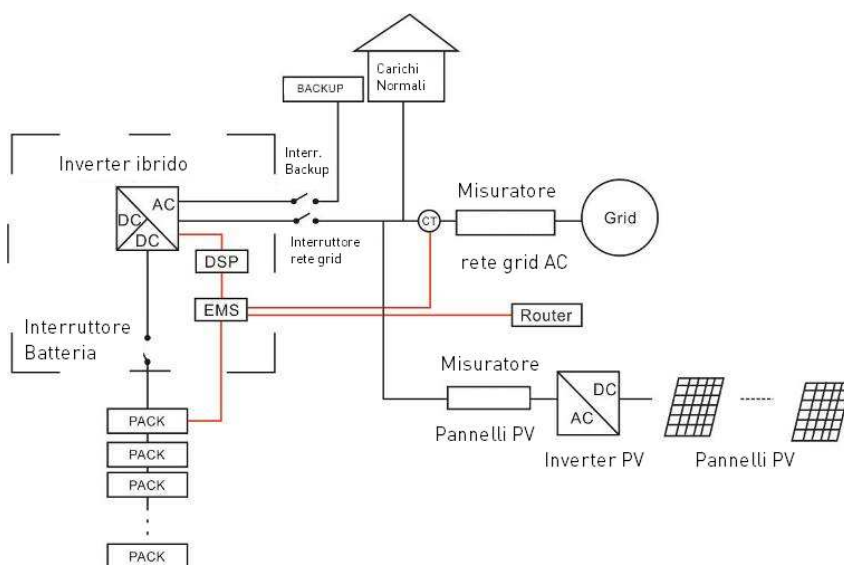 Carichi
Normali
BACKUP
Inverter ibrido
Interr.
Backup
AC
DC
DC
Misuratore
CT
Grid
Interruttore
rete grid
rete grid AC
DSP
EMS
Router
Interruttore
Batteria
Misuratore
DC
AC
PACK
Pannelli PV
Inverter PV
Pannelli PV
PACK
PACK
PACK